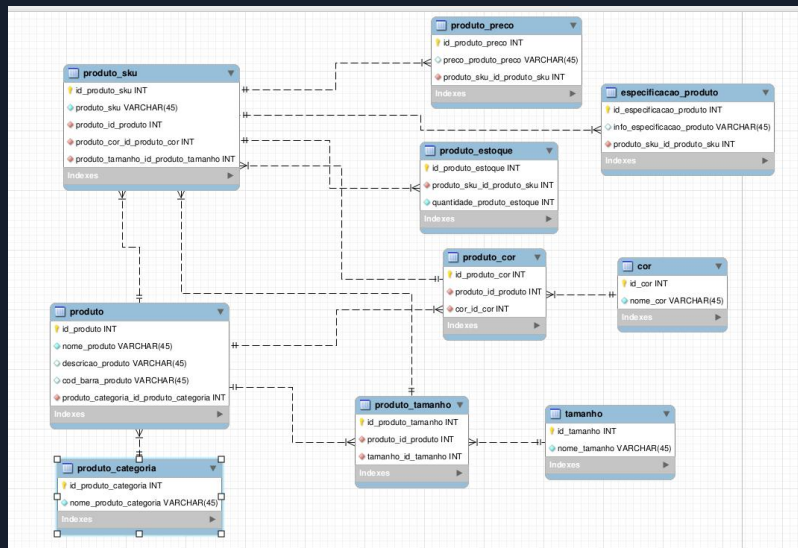 produto_preco
id_produto_preco INT
preco_produto_preco VARCHAR(45)
produto_sku_id_produto_sku INT
Indexes
produto_sku
id_produto_sku INT
produto_sku VARCHAR(45)
produto_id_produto INT
produto_cor_id_produto_cor INT
produto_tamanho_id_produto_tamanho INT
Indexes
especificacao_produto
id_especificacao_produto INT
info_especificacao_produto VARCHAR(45)
produto_sku_id_produto_sku INT
Indexes
produto_estoque
id_produto_estoque INT
produto_sku_id_produto_sku INT
quantidade_produto_estoque INT
Indexes
produto_cor
id_produto_cor INT
produto_id_produto INT
cor_id_cor INT
Indexes
cor
id_cor INT
nome_cor VARCHAR(45)
Indexes
produto
id_produto INT
nome_produto VARCHAR(45)
descricao_produto VARCHAR(45)
cod_barra_produto VARCHAR(45)
produto_categoria_id_produto_categoria INT
Indexes
produto_tamanho
id_produto_tamanho INT
produto_id_produto INT
tamanho_id_tamanho INT
Indexes
tamanho
id_tamanho INT
nome_tamanho VARCHAR(45)
Indexes
produto_categoria
id_produto_categoria INT
nome_produto_categoria VARCHAR(45)
Indexes